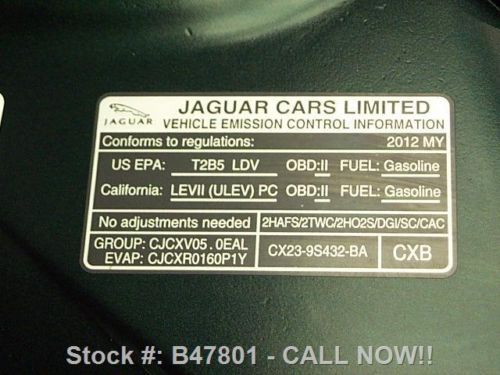 JAGUAR
JAGUAR CARS LIMITED
VEHICLE EMISSION CONTROL INFORMATION
Conforms to regulations: 2012 MY
US EPA: T2B5 LDV OBD:II FUEL: Gasoline
California: LEVII (ULEV) PC OBD:II FUEL: Gasoline
No adjustments needed 2HAFS/2TWC/2HO2S/DGI/SC/CAC
GROUP: CJCXV05.0EAL
EVAP: CJCXR0160P1Y
CX23-9S432-BA
CXB
Stock #: B47801 - CALL NOW!!